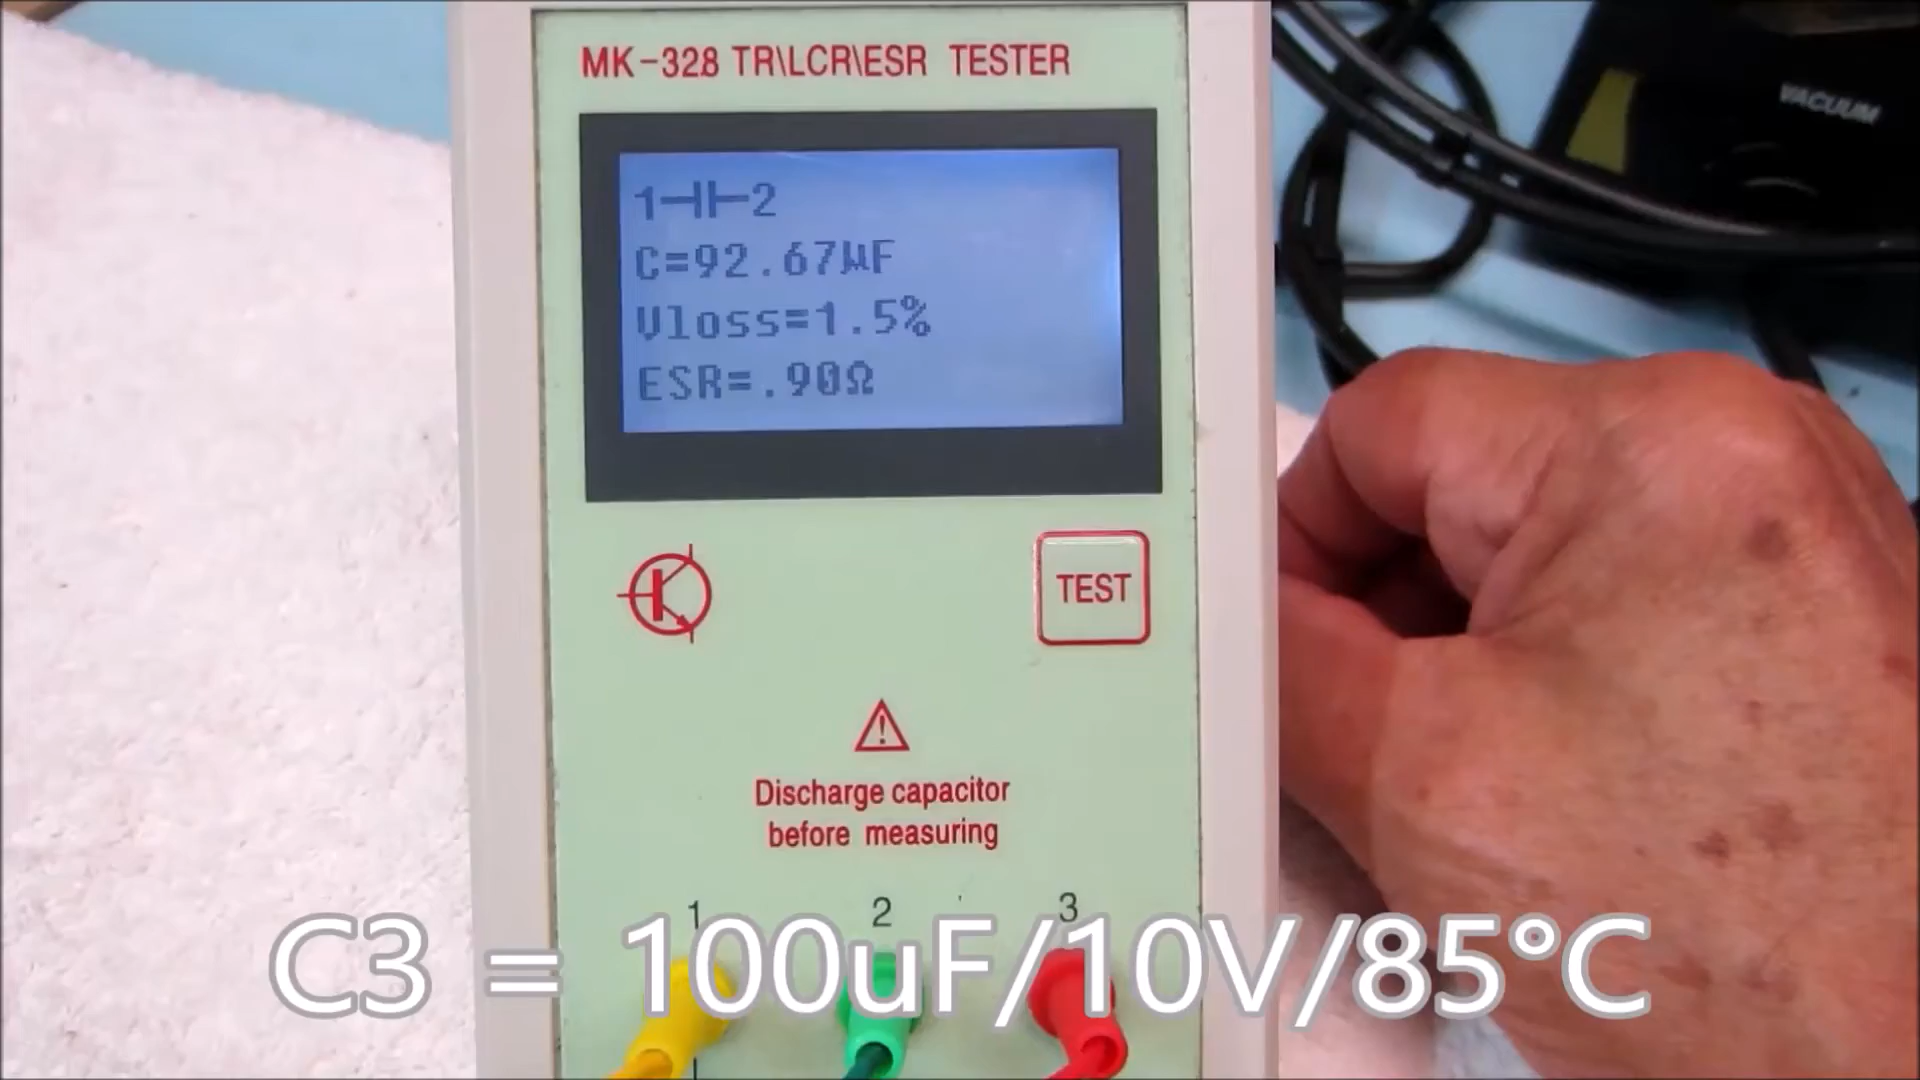 MK-328 TR\LCR\ESR TESTER
VACUUM
1⊣⊢2
C=92.67µF
Vloss=1.5%
ESR=.90Ω
TEST
Discharge capacitor
before measuring
1 2 3
C3 = 100uF/10V/85°C